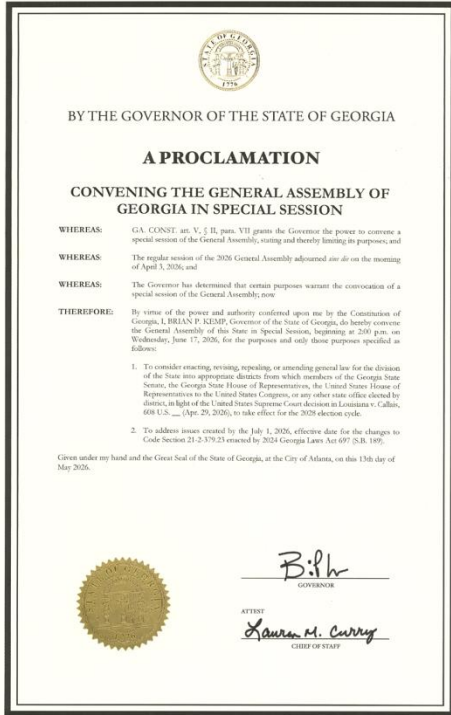 STATE OF GEORGIA
1776
BY THE GOVERNOR OF THE STATE OF GEORGIA
A PROCLAMATION
CONVENING THE GENERAL ASSEMBLY OF
GEORGIA IN SPECIAL SESSION
WHEREAS: GA. CONST. art. V, § II, para. VII grants the Governor the power to convene a
special session of the General Assembly, stating and thereby limiting its purposes; and
WHEREAS: The regular session of the 2026 General Assembly adjourned sine die on the morning
of April 3, 2026; and
WHEREAS: The Governor has determined that certain purposes warrant the convocation of a
special session of the General Assembly; now
THEREFORE: By virtue of the power and authority conferred upon me by the Constitution of
Georgia, I, BRIAN P. KEMP, Governor of the State of Georgia, do hereby convene
the General Assembly of this State in Special Session, beginning at 2:00 p.m. on
Wednesday, June 17, 2026, for the purposes and only those purposes specified as
follows:
1. To consider enacting, revising, repealing, or amending general law for the division
of the State into appropriate districts from which members of the Georgia State
Senate, the Georgia State House of Representatives, the United States House of
Representatives to the United States Congress, or any other state office elected by
district, in light of the United States Supreme Court decision in Louisiana v. Callais,
608 U.S. __ (Apr. 29, 2026), to take effect for the 2028 election cycle.
2. To address issues created by the July 1, 2026, effective date for the changes to
Code Section 21-2-379.23 enacted by 2024 Georgia Laws Act 697 (S.B. 189).
Given under my hand and the Great Seal of the State of Georgia, at the City of Atlanta, on this 13th day of
May 2026.
GOVERNOR
ATTEST
Lauren M. Curry
CHIEF OF STAFF